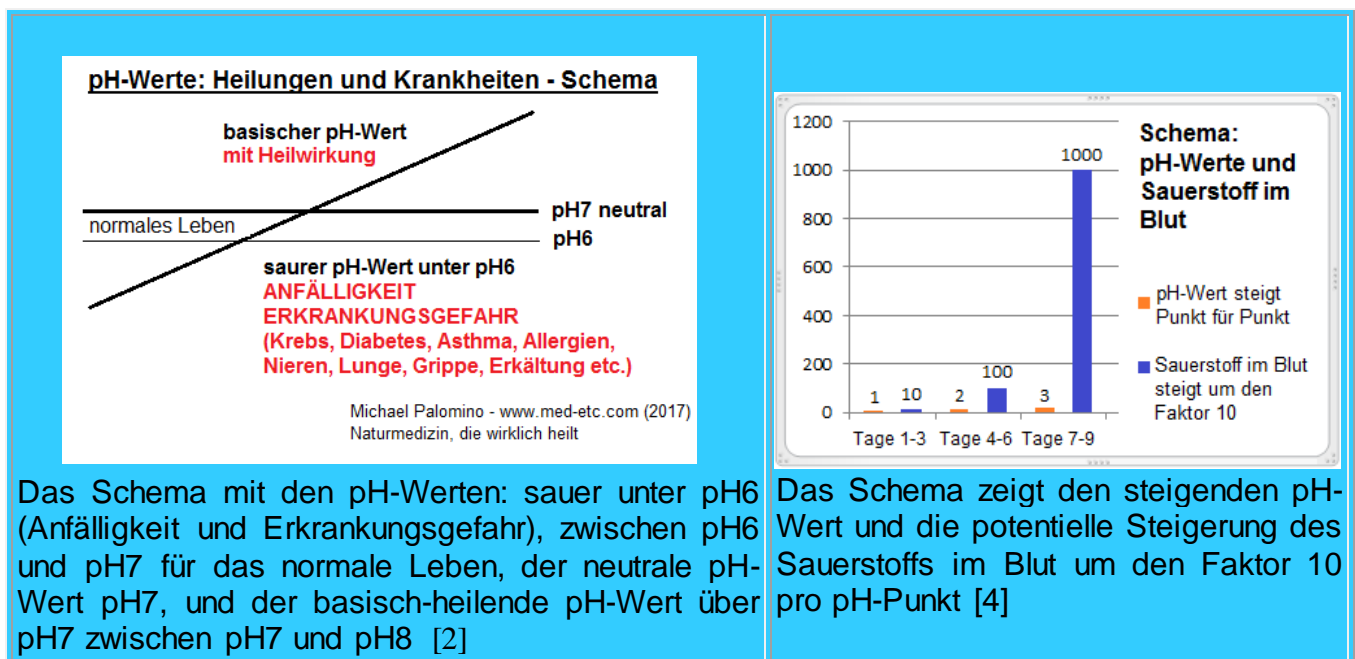 pH-Werte: Heilungen und Krankheiten - Schema
basischer pH-Wert
mit Heilwirkung
pH7 neutral
normales Leben
pH6
saurer pH-Wert unter pH6
ANFÄLLIGKEIT
ERKRANKUNGSGEFAHR
(Krebs, Diabetes, Asthma, Allergien,
Nieren, Lunge, Grippe, Erkältung etc.)
Michael Palomino - www.med-etc.com (2017)
Naturmedizin, die wirklich heilt
Das Schema mit den pH-Werten: sauer unter pH6
(Anfälligkeit und Erkrankungsgefahr), zwischen pH6
und pH7 für das normale Leben, der neutrale pH-
Wert pH7, und der basisch-heilende pH-Wert über
pH7 zwischen pH7 und pH8 [2]
Schema:
pH-Werte und
Sauerstoff im
Blut
1200
1000
800
600
400
200
0
1 10 2 100 3 1000
Tage 1-3 Tage 4-6 Tage 7-9
pH-Wert steigt
Punkt für Punkt
Sauerstoff im Blut
steigt um den
Faktor 10
Das Schema zeigt den steigenden pH-
Wert und die potentielle Steigerung des
Sauerstoffs im Blut um den Faktor 10
pro pH-Punkt [4]